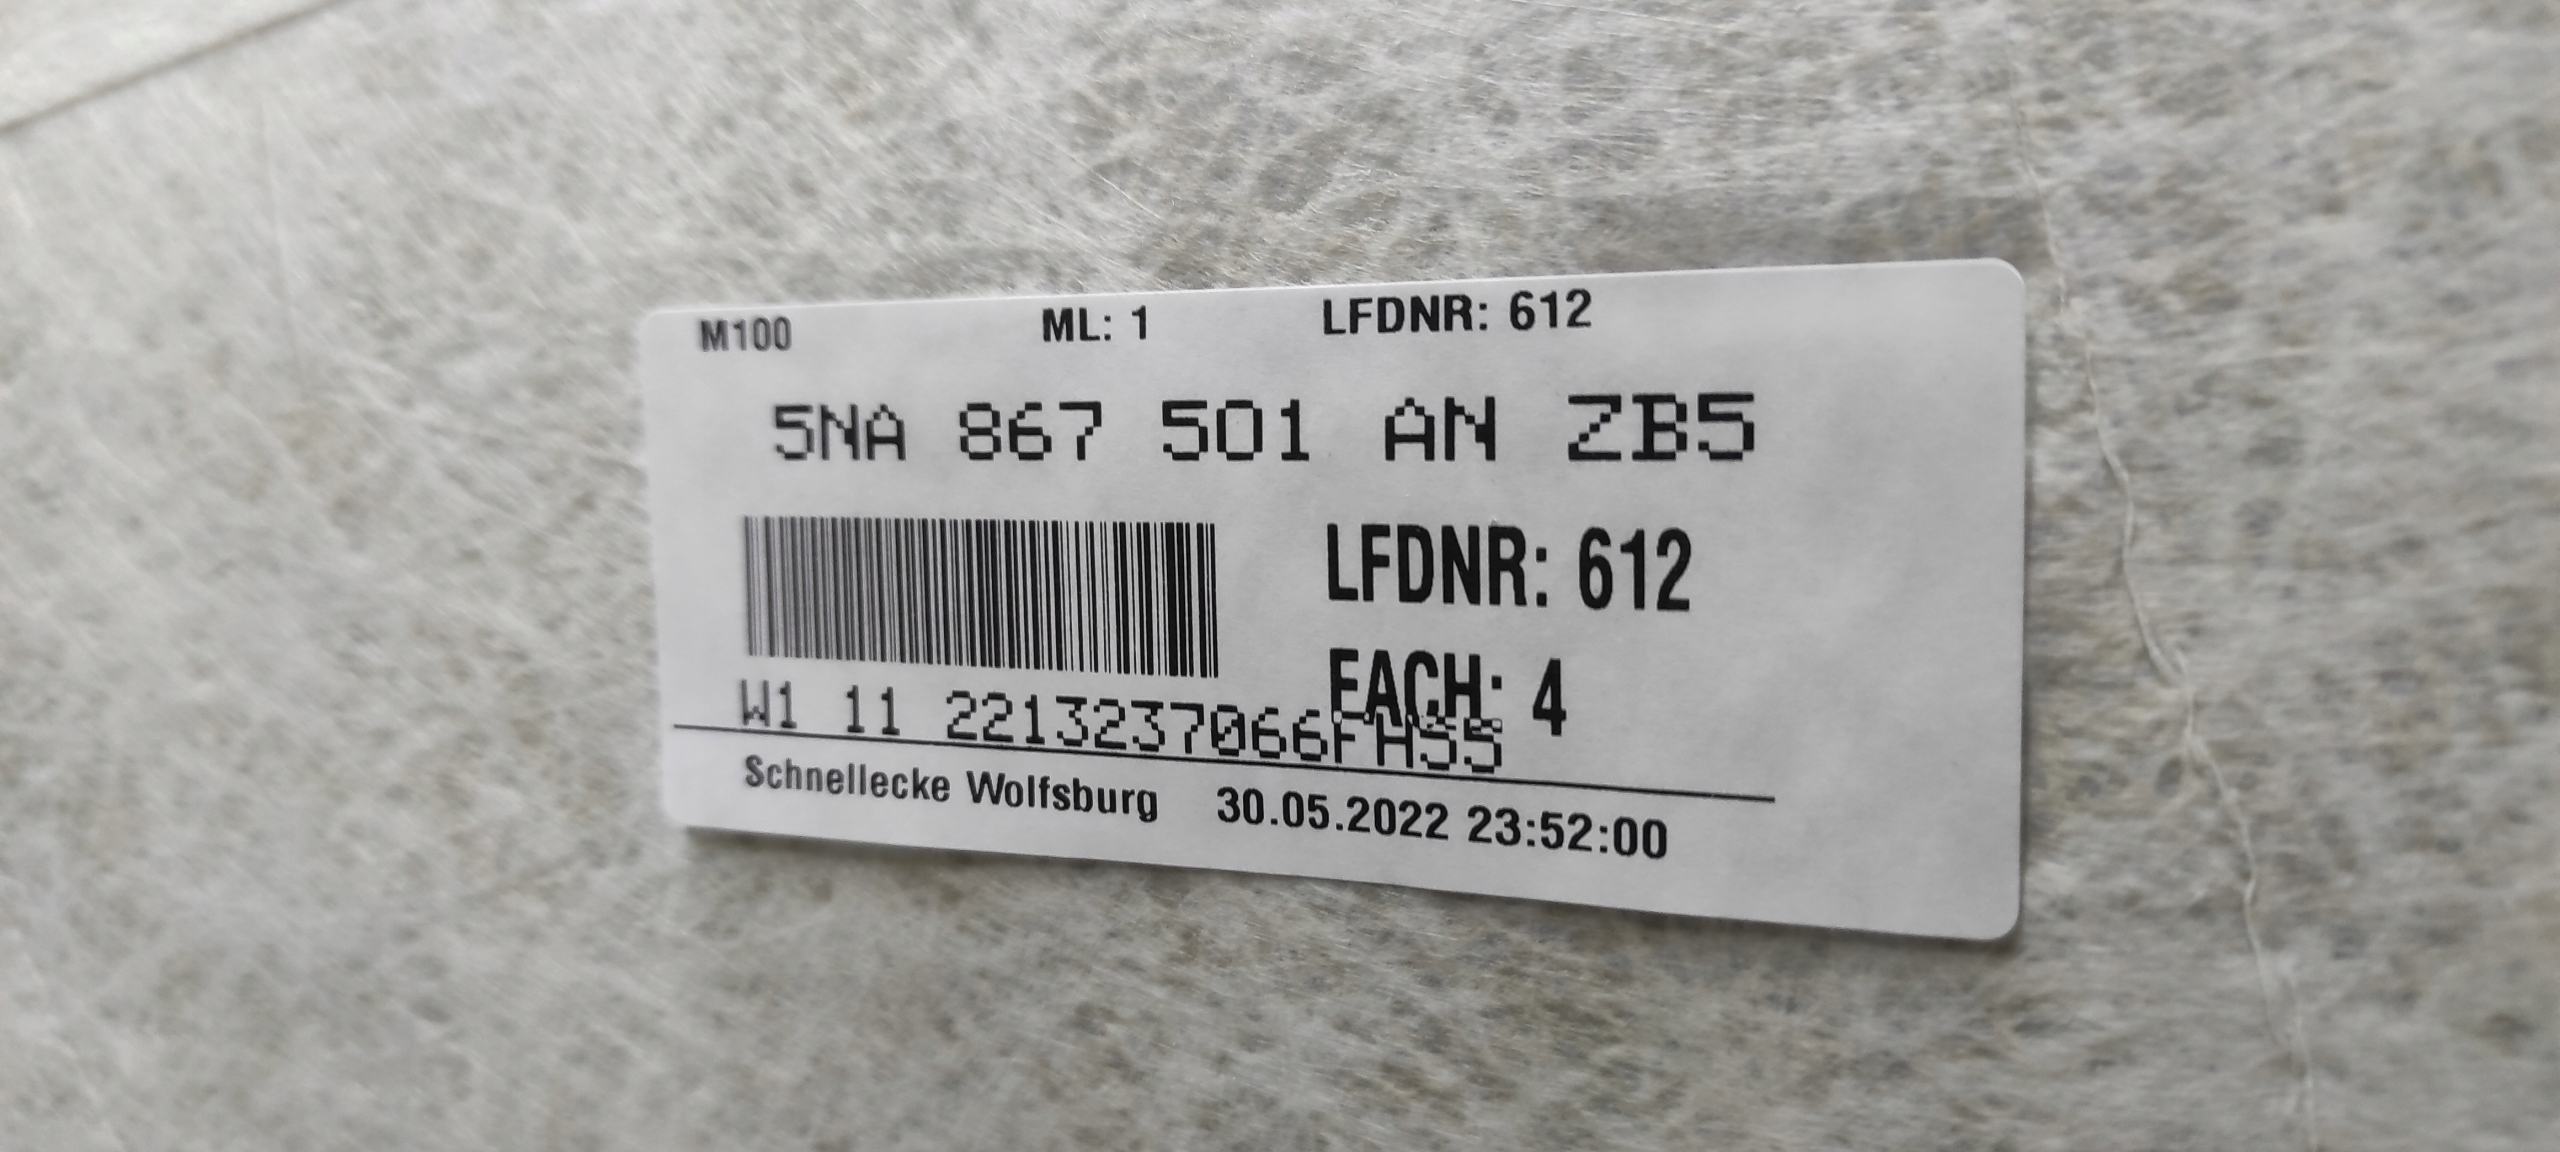 M100 ML: 1 LFDNR: 612
5NA 867 501 AN ZB5
LFDNR: 612
FACH: 4
W1 11 2213237066FH55
Schnellecke Wolfsburg 30.05.2022 23:52:00